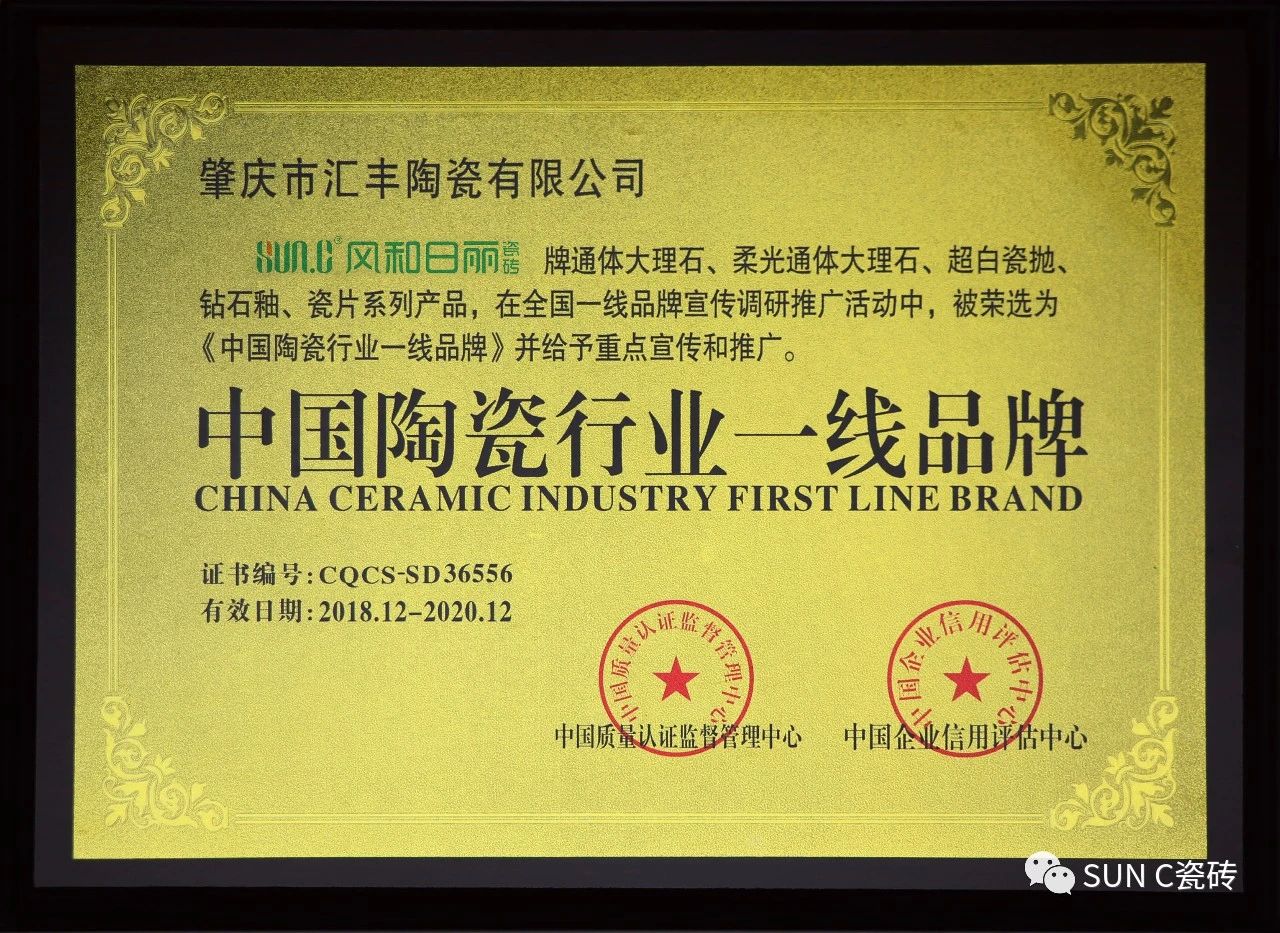 肇庆市汇丰陶瓷有限公司
SUN.C® 风和日丽 瓷砖 牌通体大理石、柔光通体大理石、超白瓷抛、
钻石釉、瓷片系列产品，在全国一线品牌宣传调研推广活动中，被荣选为
《中国陶瓷行业一线品牌》并给予重点宣传和推广。
中国陶瓷行业一线品牌
CHINA CERAMIC INDUSTRY FIRST LINE BRAND
证书编号：CQCS-SD36556
有效日期：2018.12-2020.12
中国质量认证监督管理中心
中国企业信用评估中心
中国质量认证监督管理中心
中国企业信用评估中心
SUN C瓷砖